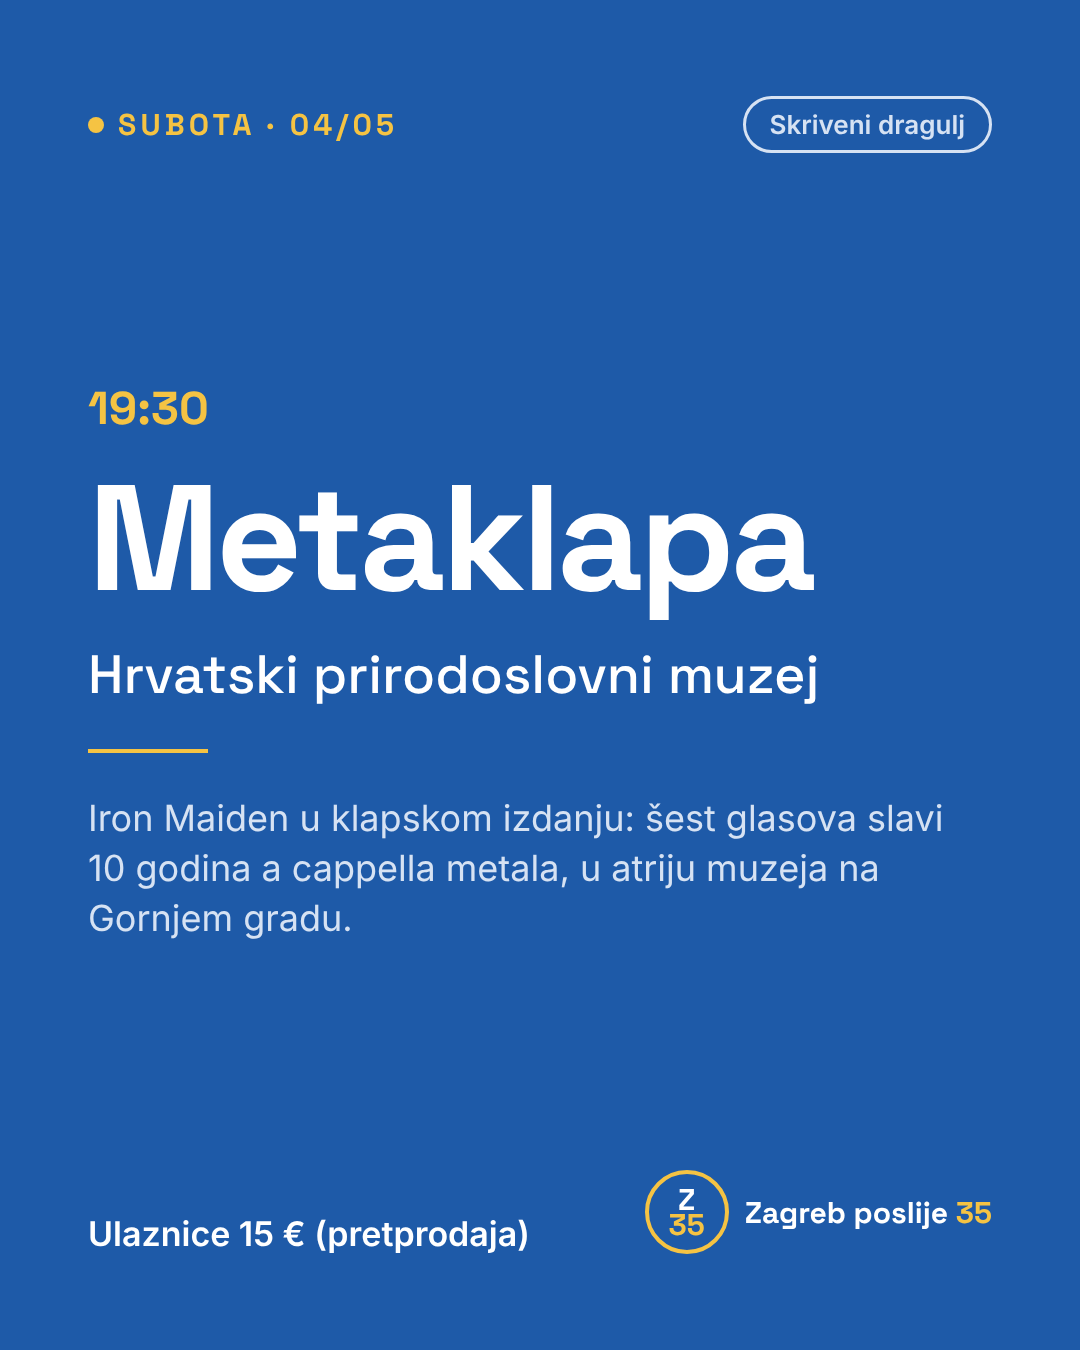 SUBOTA · 04/05
Skriveni dragulj
19:30
Metaklapa
Hrvatski prirodoslovni muzej
Iron Maiden u klapskom izdanju: šest glasova slavi
10 godina a cappella metala, u atriju muzeja na
Gornjem gradu.
Ulaznice 15 € (pretprodaja)
Z
35
Zagreb poslije 35